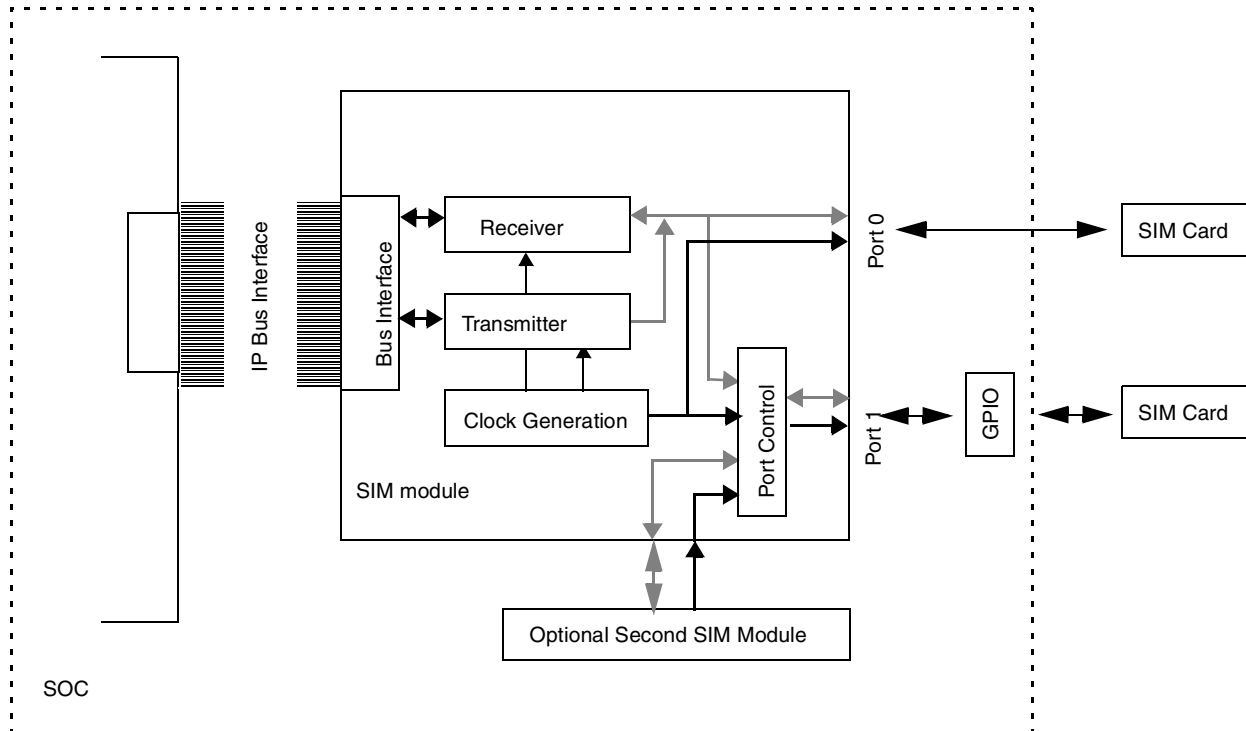 IP Bus Interface
Bus Interface
Receiver
Transmitter
Clock Generation
SIM module
Port Control
Port 0
Port 1
GPIO
SIM Card
SIM Card
Optional Second SIM Module
SOC